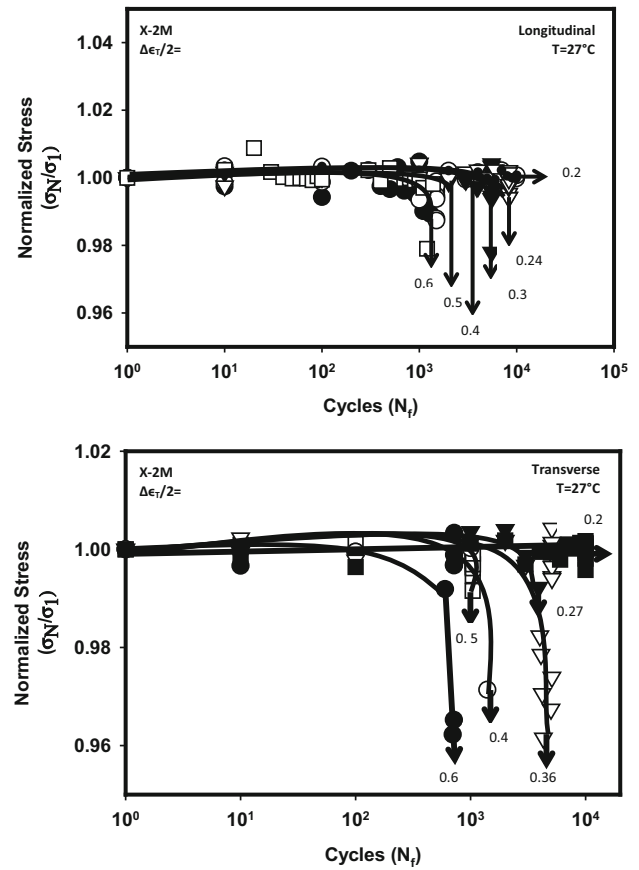 X-2M
Δϵ_T/2=
Longitudinal
T=27°C
1.04
1.02
1.00
0.98
0.96
Normalized Stress
(σ_N/σ_1)
0.2
0.24
0.3
0.6
0.5
0.4
10^0
10^1
10^2
10^3
10^4
10^5
Cycles (N_f)
X-2M
Δϵ_T/2=
Transverse
T=27°C
1.02
1.00
0.98
0.96
Normalized Stress
(σ_N/σ_1)
0.2
0.27
0. 5
0.4
0.6
0.36
10^0
10^1
10^2
10^3
10^4
Cycles (N_f)